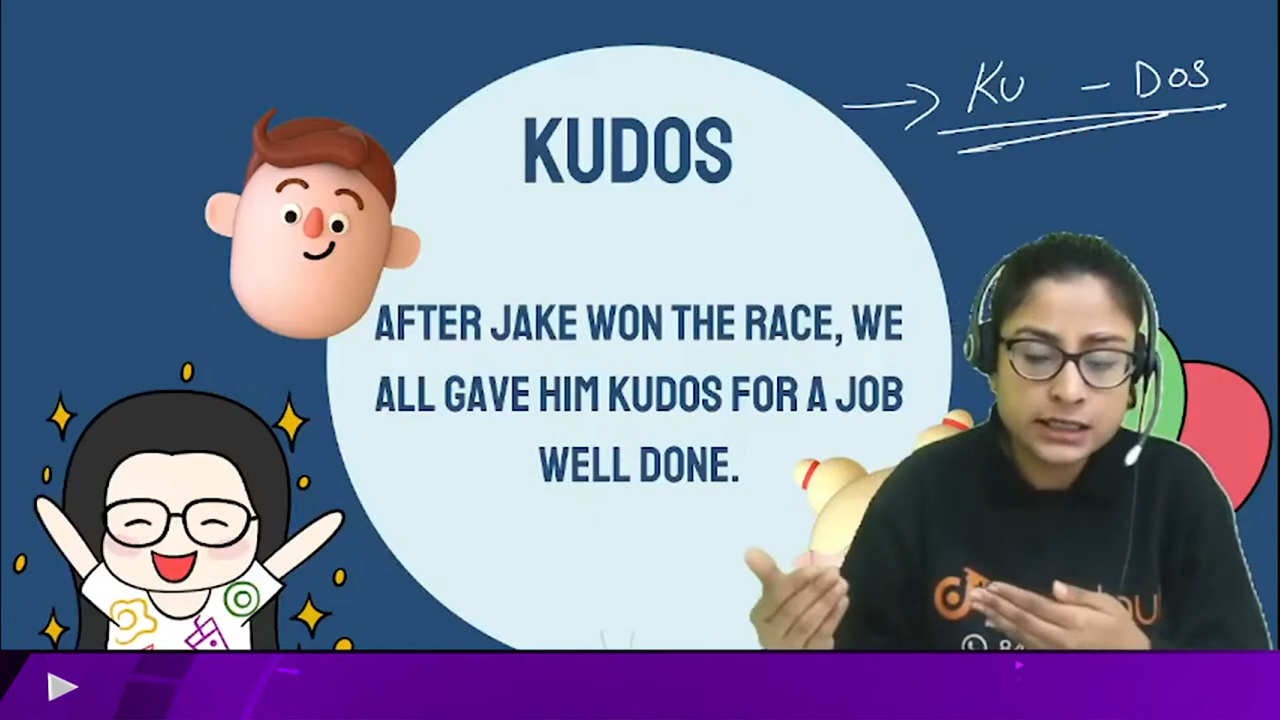 KUDOS
→ KU - DOS
AFTER JAKE WON THE RACE, WE
ALL GAVE HIM KUDOS FOR A JOB
WELL DONE.